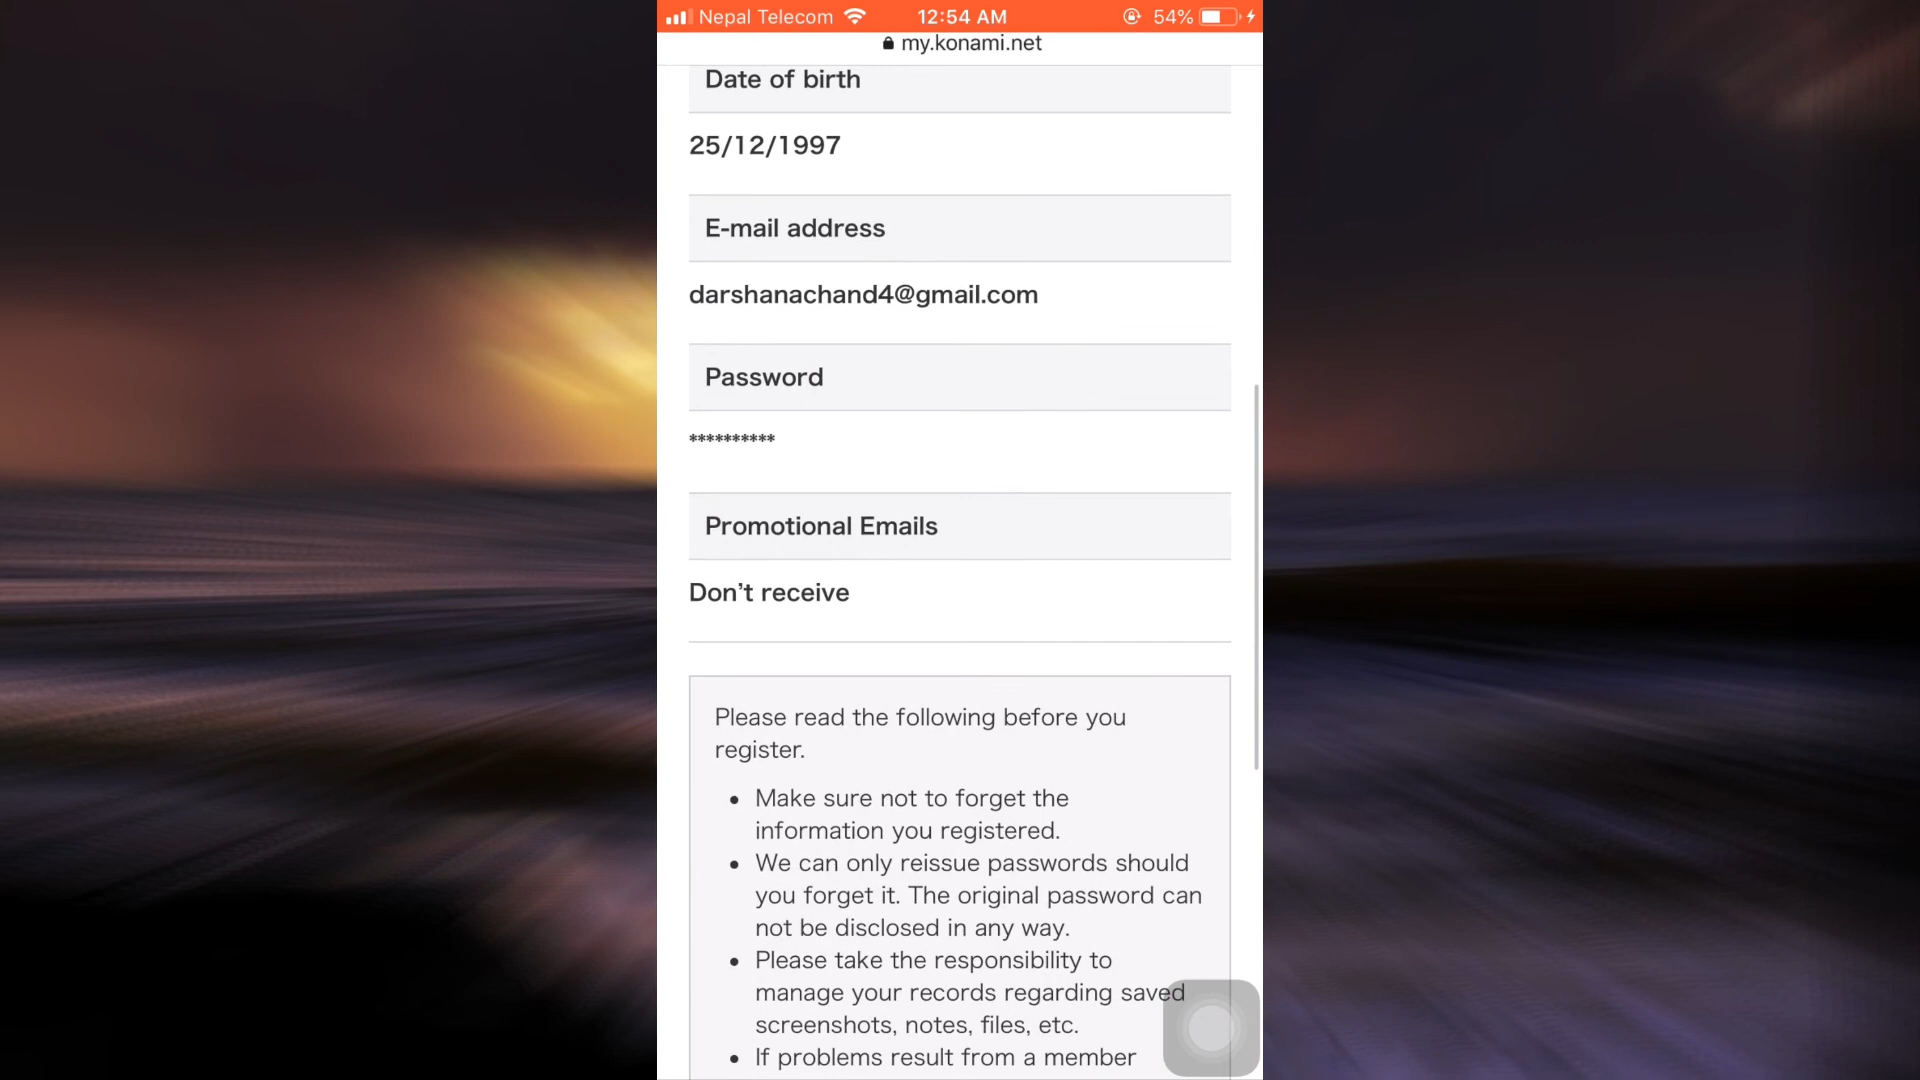 Nepal Telecom 12:54 AM 54%
my.konami.net
Date of birth
25/12/1997
E-mail address
darshanachand4@gmail.com
Password
**********
Promotional Emails
Don’t receive
Please read the following before you
register.
• Make sure not to forget the
information you registered.
• We can only reissue passwords should
you forget it. The original password can
not be disclosed in any way.
• Please take the responsibility to
manage your records regarding saved
screenshots, notes, files, etc.
• If problems result from a member